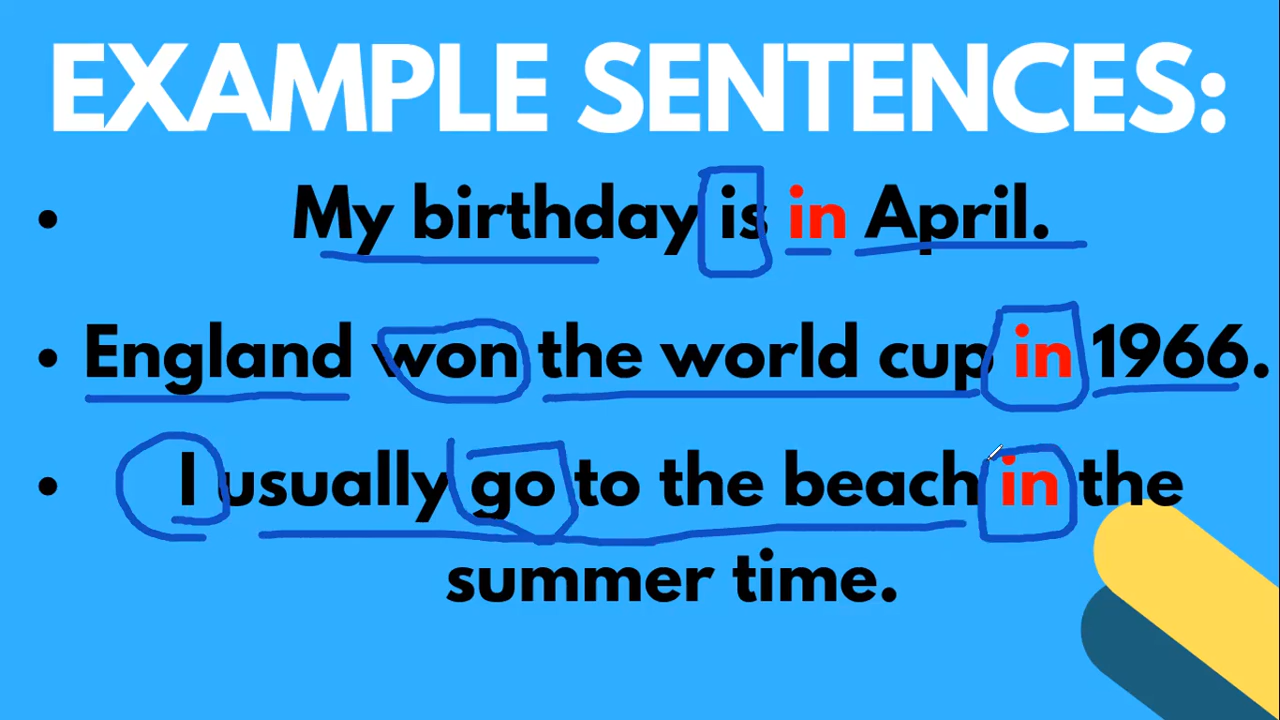 EXAMPLE SENTENCES:
• My birthday is in April.
• England won the world cup in 1966.
• I usually go to the beach in the
summer time.